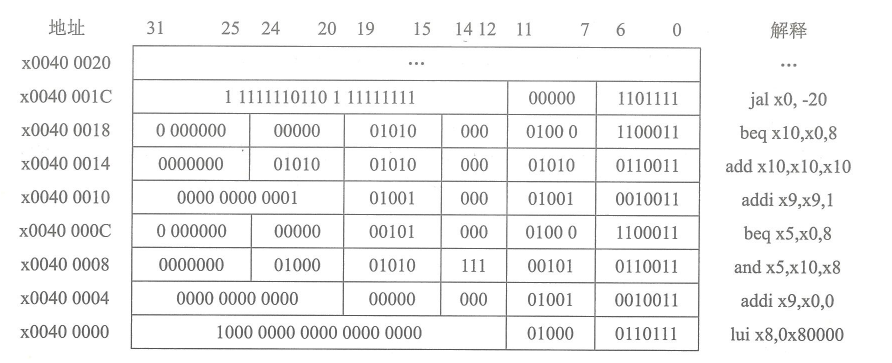 地址 31 25 24 20 19 15 14 12 11 7 6 0 解释
x0040 0020 … …
x0040 001C 1 1111110110 1 11111111 00000 1101111 jal x0, -20
x0040 0018 0 000000 00000 01010 000 0100 0 1100011 beq x10,x0,8
x0040 0014 0000000 01010 01010 000 01010 0110011 add x10,x10,x10
x0040 0010 0000 0000 0001 01001 000 01001 0010011 addi x9,x9,1
x0040 000C 0 000000 00000 00101 000 0100 0 1100011 beq x5,x0,8
x0040 0008 0000000 01000 01010 111 00101 0110011 and x5,x10,x8
x0040 0004 0000 0000 0000 00000 000 01001 0010011 addi x9,x0,0
x0040 0000 1000 0000 0000 0000 0000 01000 0110111 lui x8,0x80000